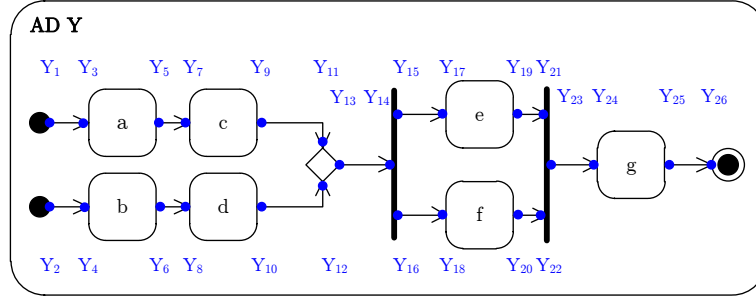 AD Y
Y1 Y3 Y5 Y7 Y9 Y11 Y15 Y17 Y19 Y21
Y13 Y14 Y23 Y24 Y25 Y26
a c e
g
b d f
Y2 Y4 Y6 Y8 Y10 Y12 Y16 Y18 Y20 Y22